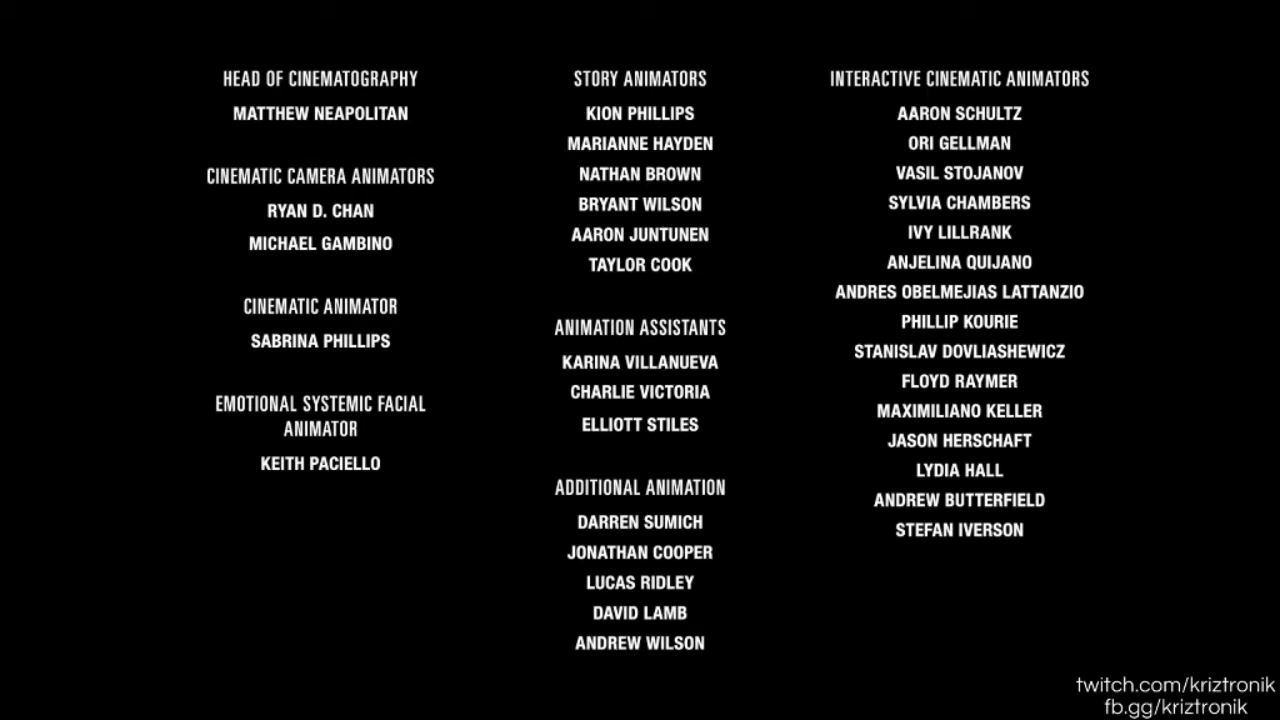 HEAD OF CINEMATOGRAPHY
MATTHEW NEAPOLITAN
CINEMATIC CAMERA ANIMATORS
RYAN D. CHAN
MICHAEL GAMBINO
CINEMATIC ANIMATOR
SABRINA PHILLIPS
EMOTIONAL SYSTEMIC FACIAL
ANIMATOR
KEITH PACIELLO
STORY ANIMATORS
KION PHILLIPS
MARIANNE HAYDEN
NATHAN BROWN
BRYANT WILSON
AARON JUNTUNEN
TAYLOR COOK
ANIMATION ASSISTANTS
KARINA VILLANUEVA
CHARLIE VICTORIA
ELLIOTT STILES
ADDITIONAL ANIMATION
DARREN SUMICH
JONATHAN COOPER
LUCAS RIDLEY
DAVID LAMB
ANDREW WILSON
INTERACTIVE CINEMATIC ANIMATORS
AARON SCHULTZ
ORI GELLMAN
VASIL STOJANOV
SYLVIA CHAMBERS
IVY LILLRANK
ANJELINA QUIJANO
ANDRES OBELMEJIAS LATTANZIO
PHILLIP KOURIE
STANISLAV DOVLIASHEWICZ
FLOYD RAYMER
MAXIMILIANO KELLER
JASON HERSCHAFT
LYDIA HALL
ANDREW BUTTERFIELD
STEFAN IVERSON
twitch.com/kriztronik
fb.gg/kriztronik